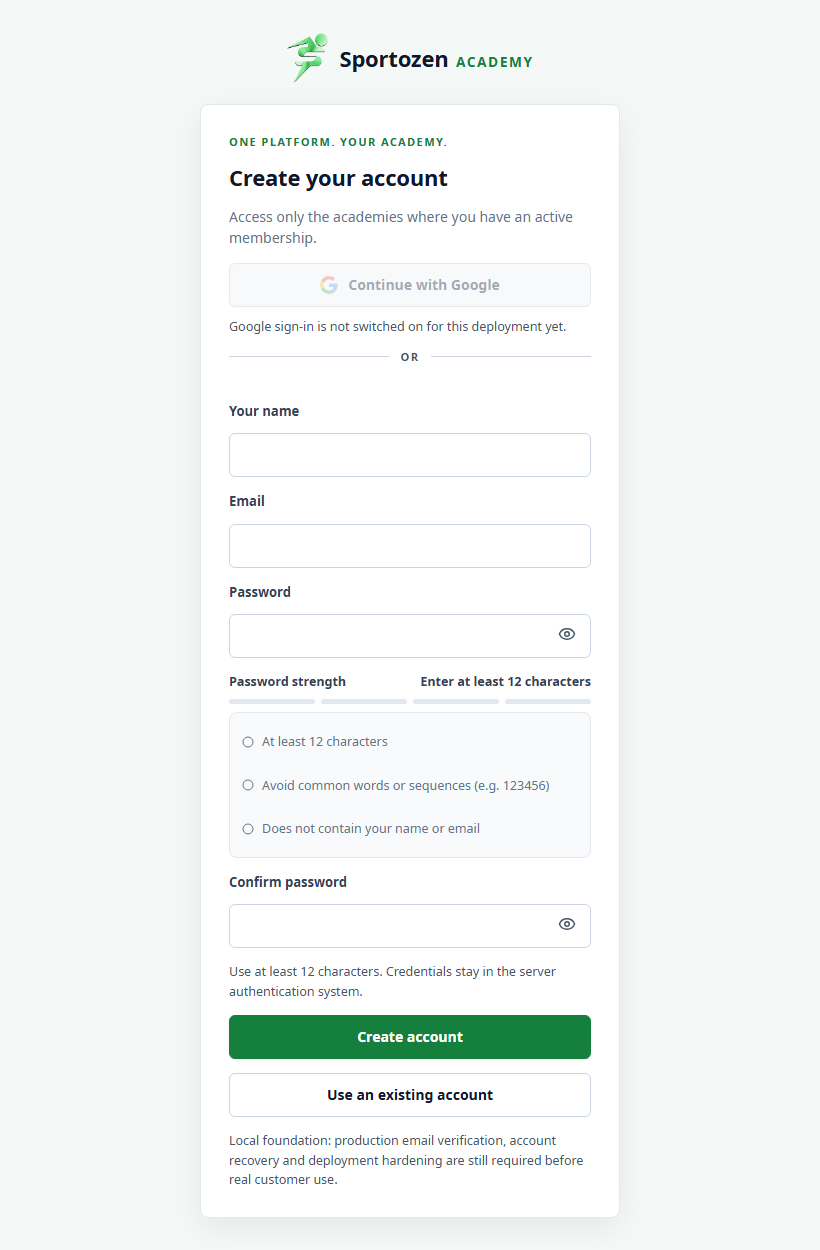 Sportozen ACADEMY
ONE PLATFORM. YOUR ACADEMY.
Create your account
Access only the academies where you have an active
membership.
Continue with Google
Google sign-in is not switched on for this deployment yet.
OR
Your name
Email
Password
Password strength Enter at least 12 characters
At least 12 characters
Avoid common words or sequences (e.g. 123456)
Does not contain your name or email
Confirm password
Use at least 12 characters. Credentials stay in the server
authentication system.
Create account
Use an existing account
Local foundation: production email verification, account
recovery and deployment hardening are still required before
real customer use.